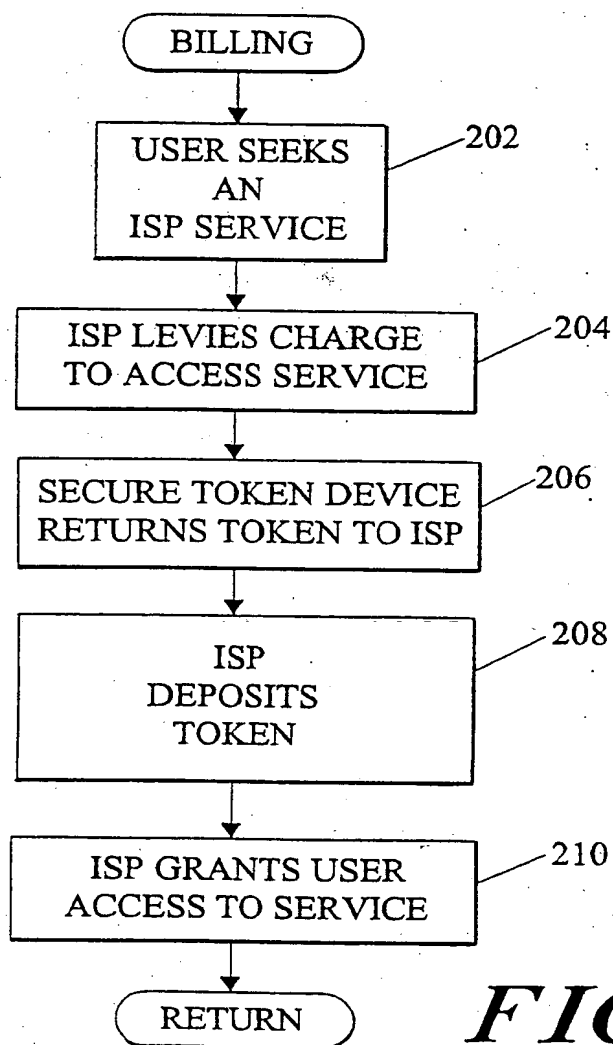 BILLING
USER SEEKS
AN
ISP SERVICE
202
ISP LEVIES CHARGE
TO ACCESS SERVICE
204
SECURE TOKEN DEVICE
RETURNS TOKEN TO ISP
206
ISP
DEPOSITS
TOKEN
208
ISP GRANTS USER
ACCESS TO SERVICE
210
RETURN